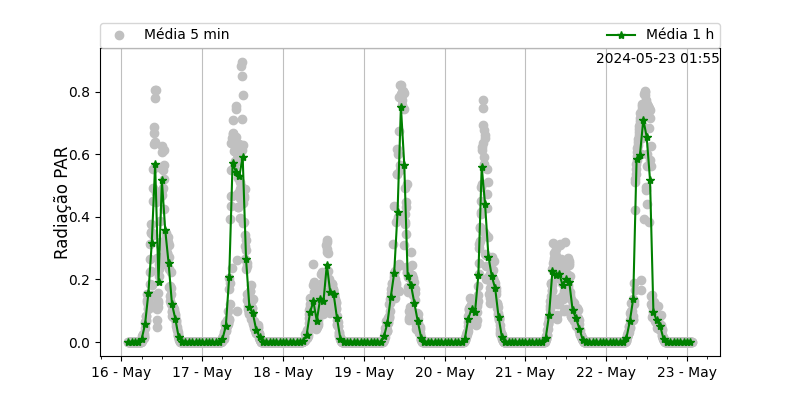 Média 5 min
Média 1 h
2024-05-23 01:55
Radiação PAR
0.8
0.6
0.4
0.2
0.0
16 - May
17 - May
18 - May
19 - May
20 - May
21 - May
22 - May
23 - May